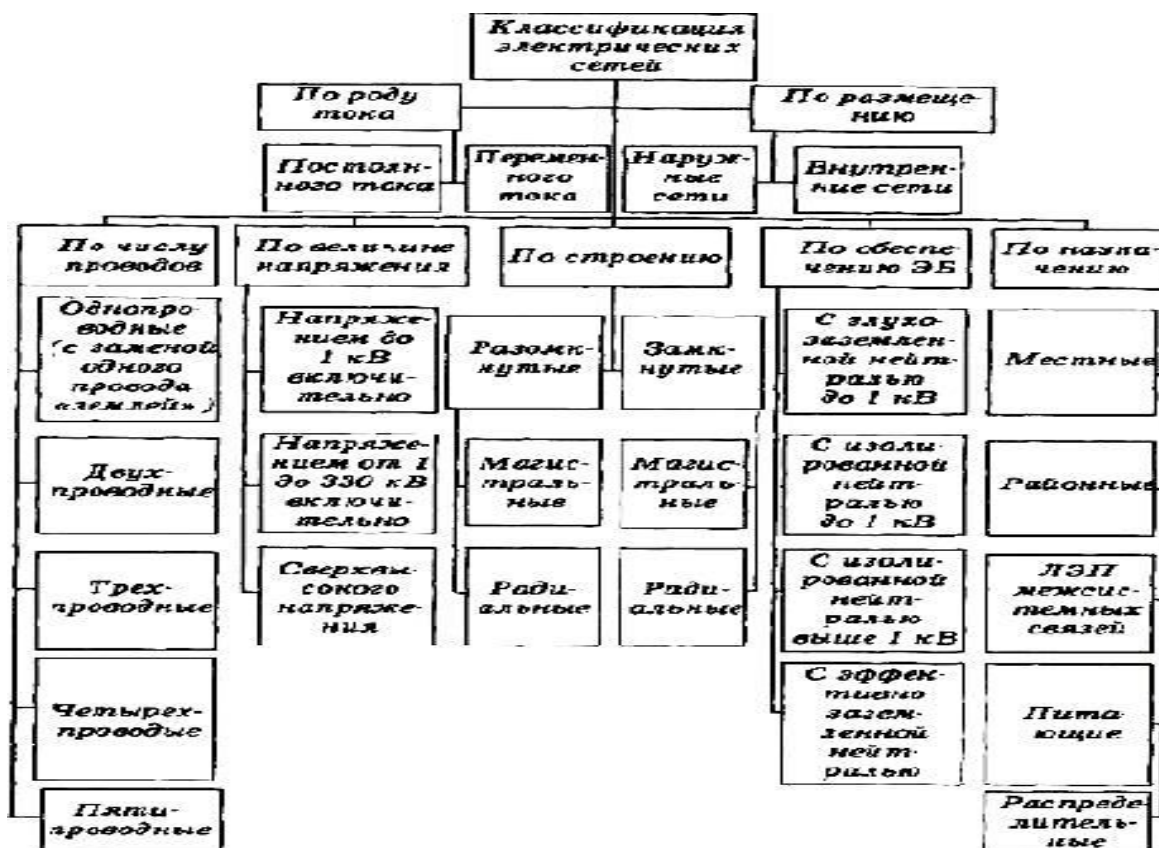 Классификация
электрических
сетей
По роду
тока
По размеще-
нию
Постоян-
ного тока
Перемен-
ного
тока
Наруж-
ные
сети
Внутрен-
ние сети
По числу
проводов
По величине
напряжения
По строению
По обеспе-
чению ЭБ
По назна-
чению
Однопро-
водные
(с заменой
одного
провода
«землей»)
Двух-
проводные
Трех-
проводные
Четырех-
проводые
Пяти-
проводные
Напряже-
нием до
1 кВ
включи-
тельно
Напряже-
нием от 1
до 330 кВ
включи-
тельно
Сверхвы-
сокого
напряже-
ния
Разомк-
нутые
Магис-
тральные
Ради-
альные
Замк-
нутые
Магис-
тральные
Ради-
альные
С глухо-
заземлен-
ной нейт-
ралью
до 1 кВ
С изоли-
рованной
нейт-
ралью
до 1 кВ
С изоли-
рованной
нейт-
ралью
выше 1 кВ
С эффек-
тивно
зазем-
ленной
нейт-
ралью
Местные
Районные
ЛЭП
межсис-
темных
связей
Пита-
ющие
Распреде-
литель-
ные